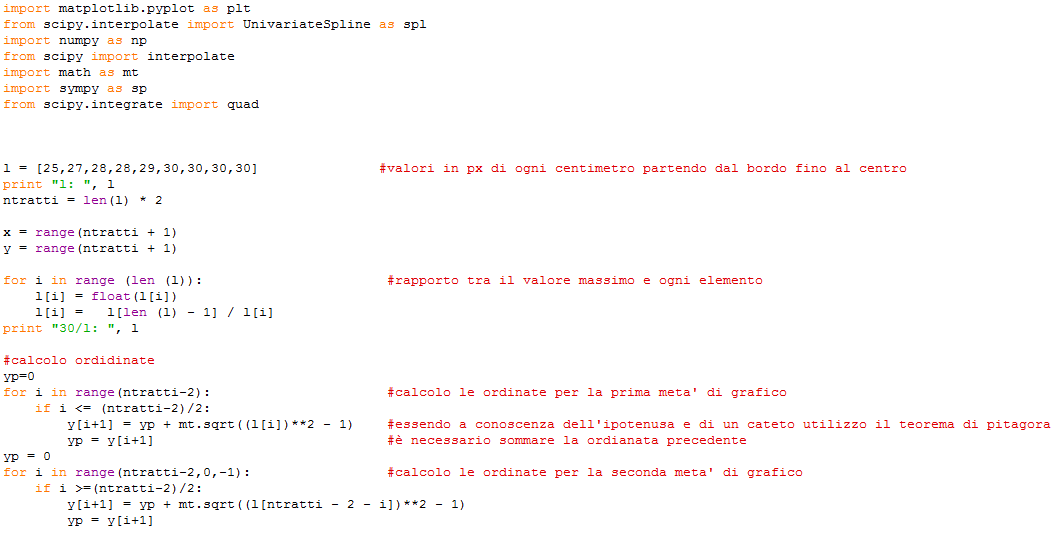 import matplotlib.pyplot as plt
from scipy.interpolate import UnivariateSpline as spl
import numpy as np
from scipy import interpolate
import math as mt
import sympy as sp
from scipy.integrate import quad
l = [25,27,28,28,29,30,30,30,30] #valori in px di ogni centimetro partendo dal bordo fino al centro
print "l: ", l
ntratti = len(l) * 2
x = range(ntratti + 1)
y = range(ntratti + 1)
for i in range (len (l)): #rapporto tra il valore massimo e ogni elemento
    l[i] = float(l[i])
    l[i] =   l[len (l) - 1] / l[i]
print "30/l: ", l
#calcolo ordidinate
yp=0
for i in range(ntratti-2): #calcolo le ordinate per la prima meta' di grafico
    if i <= (ntratti-2)/2:
        y[i+1] = yp + mt.sqrt((l[i])**2 - 1) #essendo a conoscenza dell'ipotenusa e di un cateto utilizzo il teorema di pitagora
        yp = y[i+1] #è necessario sommare la ordianata precedente
yp = 0
for i in range(ntratti-2,0,-1): #calcolo le ordinate per la seconda meta' di grafico
    if i >=(ntratti-2)/2:
        y[i+1] = yp + mt.sqrt((l[ntratti - 2 - i])**2 - 1)
        yp = y[i+1]